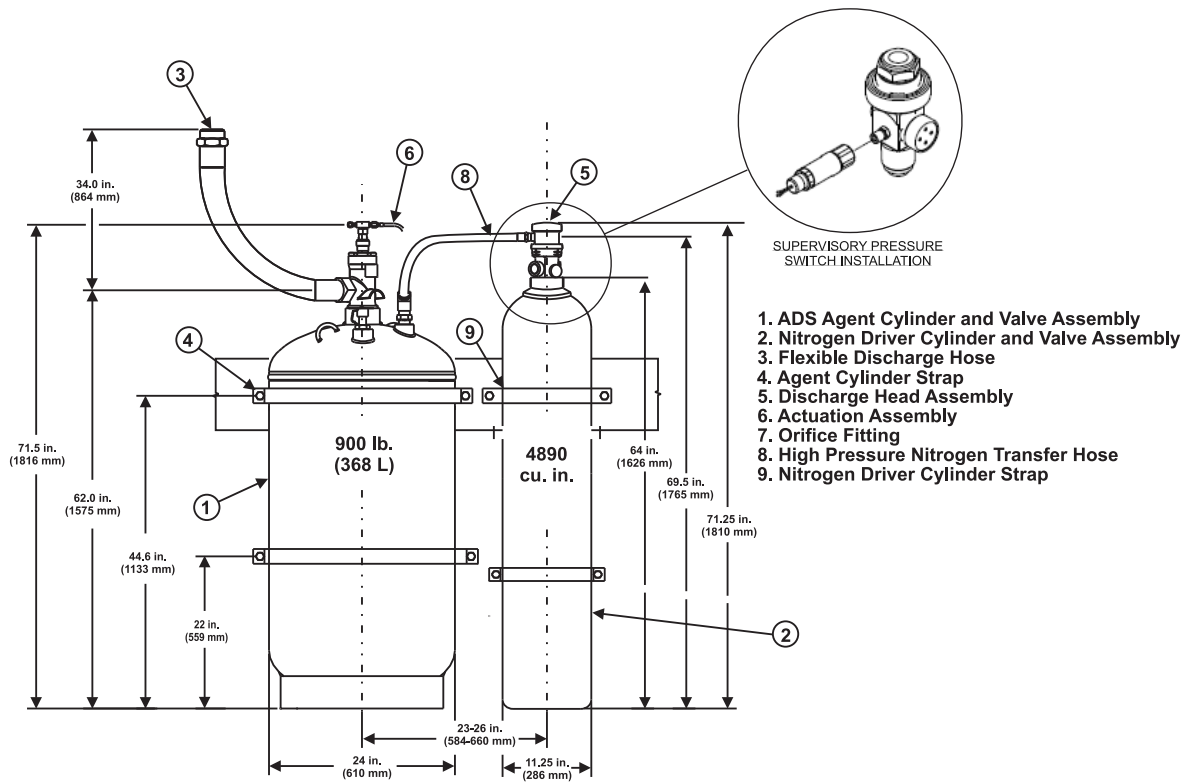 3
6
8
5
34.0 in.
(864 mm)
SUPERVISORY PRESSURE
SWITCH INSTALLATION
1. ADS Agent Cylinder and Valve Assembly
2. Nitrogen Driver Cylinder and Valve Assembly
3. Flexible Discharge Hose
4. Agent Cylinder Strap
5. Discharge Head Assembly
6. Actuation Assembly
7. Orifice Fitting
8. High Pressure Nitrogen Transfer Hose
9. Nitrogen Driver Cylinder Strap
4
9
71.5 in.
(1816 mm)
900 lb.
(368 L)
4890
cu. in.
64 in.
(1626 mm)
69.5 in.
(1765 mm)
71.25 in.
(1810 mm)
62.0 in.
(1575 mm)
1
44.6 in.
(1133 mm)
22 in.
(559 mm)
2
23-26 in.
(584-660 mm)
24 in.
(610 mm)
11.25 in.
(286 mm)